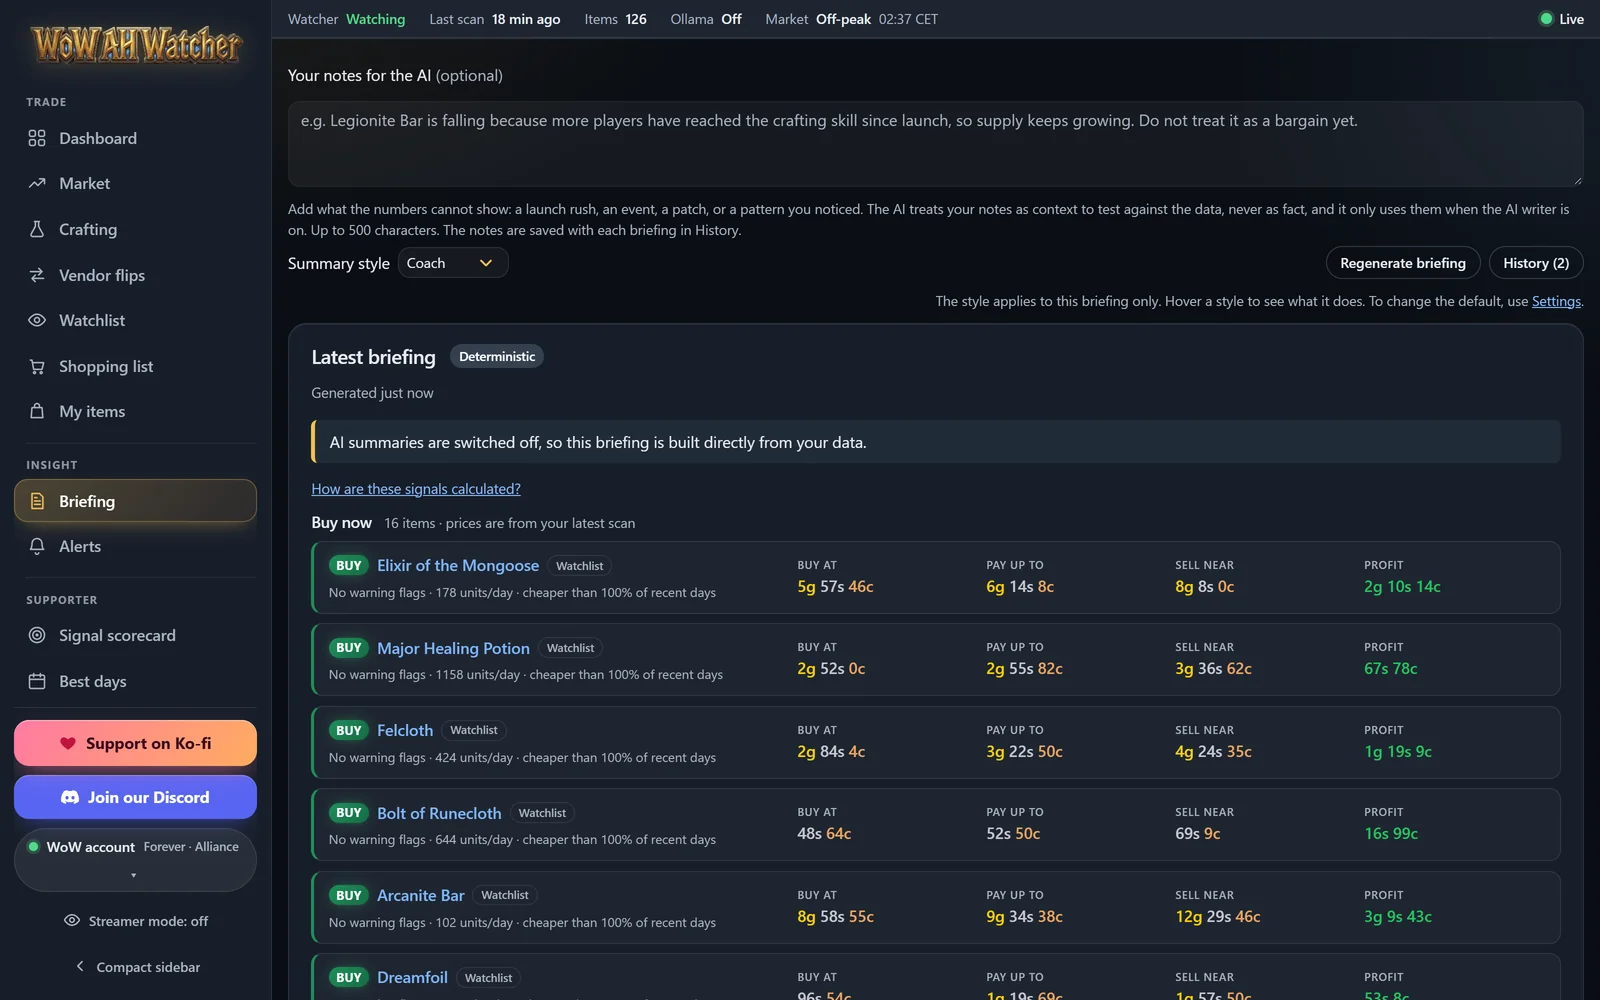 WoW AH Watcher
TRADE
Dashboard
Market
Crafting
Vendor flips
Watchlist
Shopping list
My items
INSIGHT
Briefing
Alerts
SUPPORTER
Signal scorecard
Best days
Support on Ko-fi
Join our Discord
WoW account Forever · Alliance
Streamer mode: off
Compact sidebar
Watcher Watching Last scan 18 min ago Items 126 Ollama Off Market Off-peak 02:37 CET Live
Your notes for the AI (optional)
e.g. Legionite Bar is falling because more players have reached the crafting skill since launch, so supply keeps growing. Do not treat it as a bargain yet.
Add what the numbers cannot show: a launch rush, an event, a patch, or a pattern you noticed. The AI treats your notes as context to test against the data, never as fact, and it only uses them when the AI writer is
on. Up to 500 characters. The notes are saved with each briefing in History.
Summary style Coach Regenerate briefing History (2)
The style applies to this briefing only. Hover a style to see what it does. To change the default, use Settings.
Latest briefing Deterministic
Generated just now
AI summaries are switched off, so this briefing is built directly from your data.
How are these signals calculated?
Buy now 16 items · prices are from your latest scan
BUY Elixir of the Mongoose Watchlist BUY AT PAY UP TO SELL NEAR PROFIT
No warning flags · 178 units/day · cheaper than 100% of recent days 5g 57s 46c 6g 14s 8c 8g 8s 0c 2g 10s 14c
BUY Major Healing Potion Watchlist BUY AT PAY UP TO SELL NEAR PROFIT
No warning flags · 1158 units/day · cheaper than 100% of recent days 2g 52s 0c 2g 55s 82c 3g 36s 62c 67s 78c
BUY Felcloth Watchlist BUY AT PAY UP TO SELL NEAR PROFIT
No warning flags · 424 units/day · cheaper than 100% of recent days 2g 84s 4c 3g 22s 50c 4g 24s 35c 1g 19s 9c
BUY Bolt of Runecloth Watchlist BUY AT PAY UP TO SELL NEAR PROFIT
No warning flags · 644 units/day · cheaper than 100% of recent days 48s 64c 52s 50c 69s 9c 16s 99c
BUY Arcanite Bar Watchlist BUY AT PAY UP TO SELL NEAR PROFIT
No warning flags · 102 units/day · cheaper than 100% of recent days 8g 58s 55c 9g 34s 38c 12g 29s 46c 3g 9s 43c
BUY Dreamfoil Watchlist BUY AT PAY UP TO SELL NEAR PROFIT
96s 54c 1g 19s 69c 1g 57s 50c 53s 8c